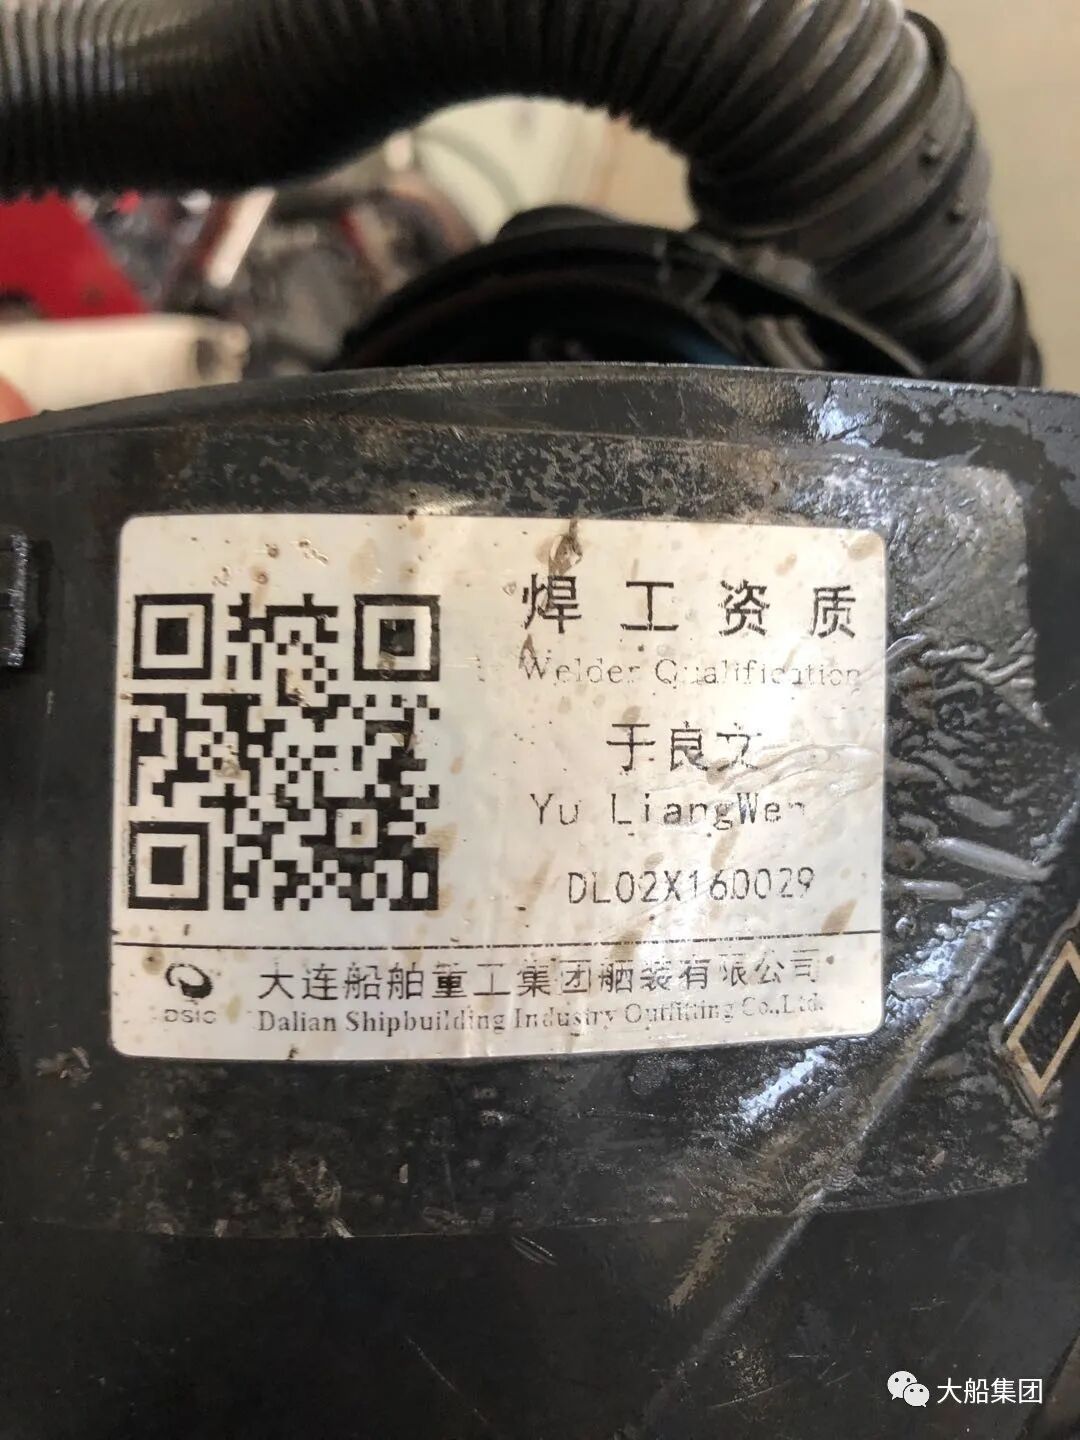 焊工资质
Welder Qualification
于良文
Yu LiangWen
DL02X160029
DSIC
大连船舶重工集团舾装有限公司
Dalian Shipbuilding Industry Outfitting Co.,Ltd.
大船集团